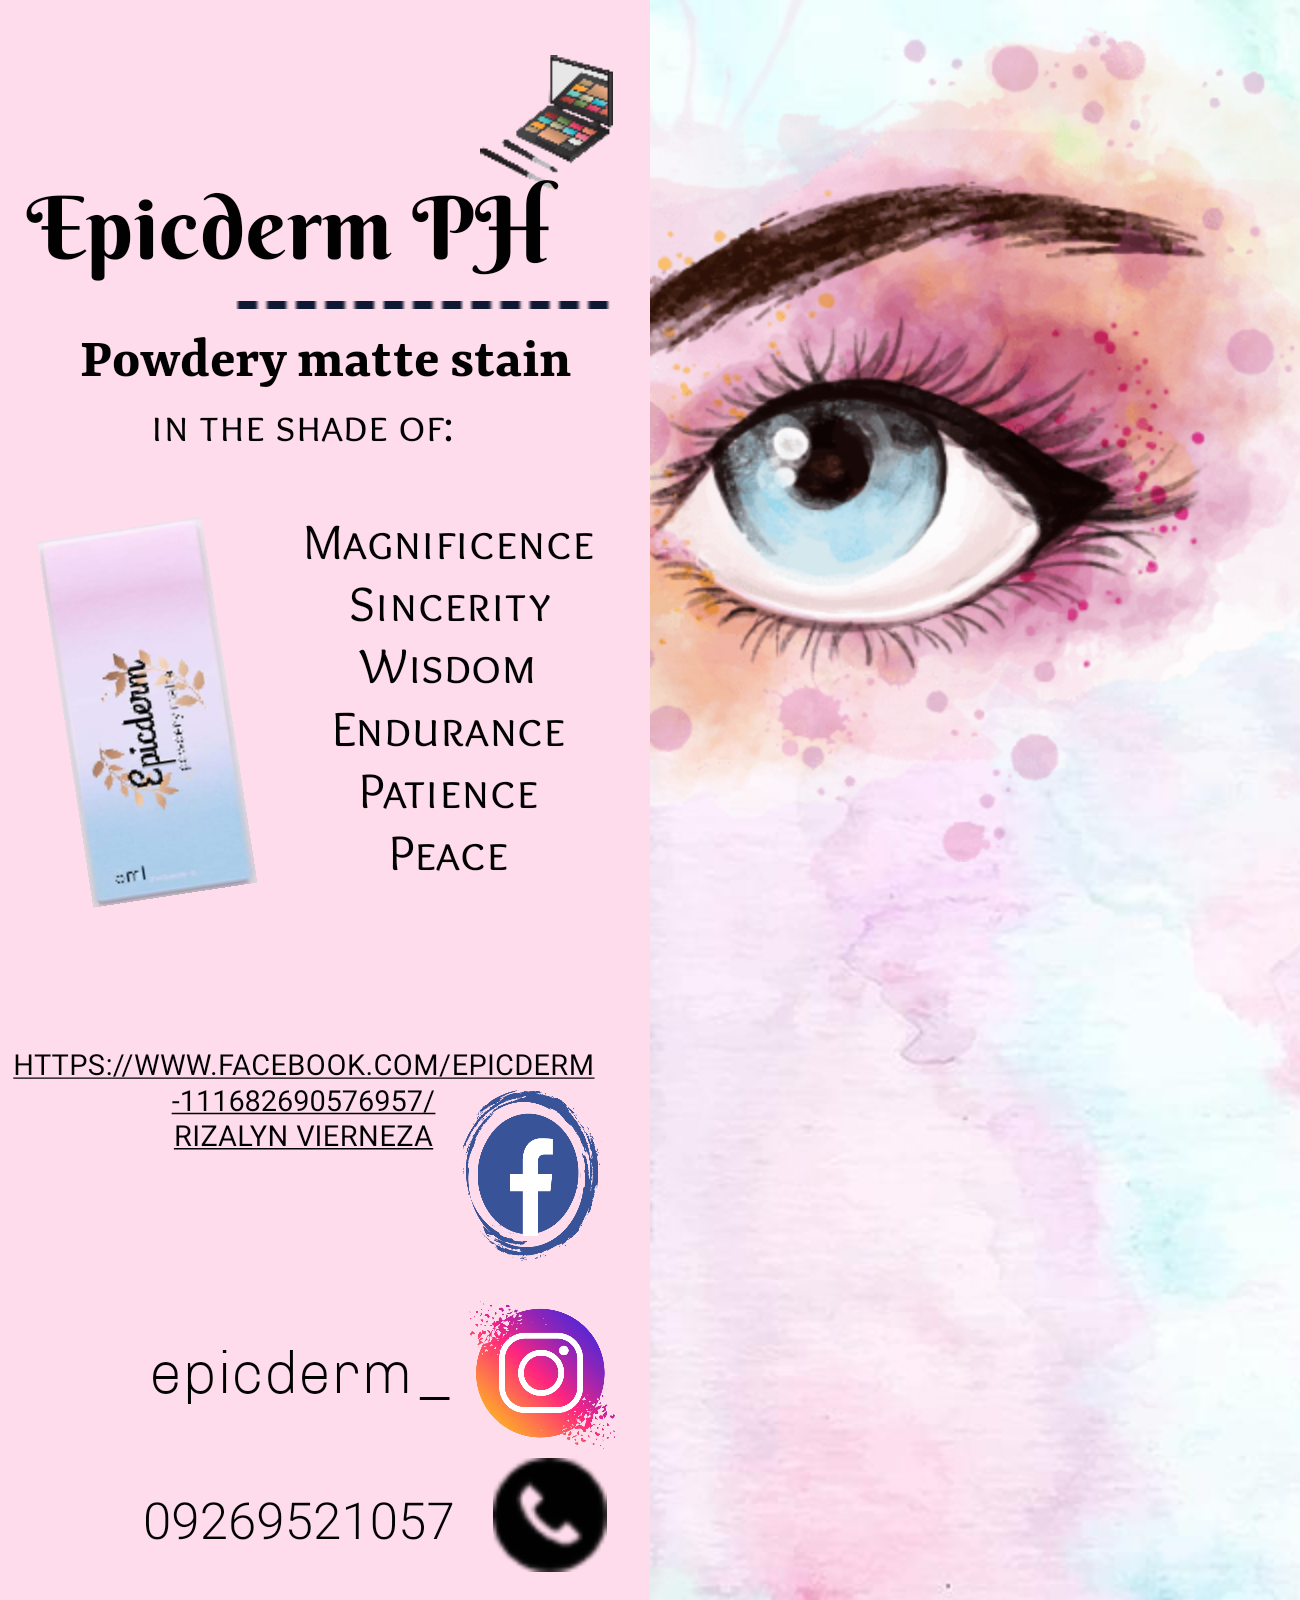 Epicderm PH
Powdery matte stain
IN THE SHADE OF:
MAGNIFICENCE
SINCERITY
WISDOM
ENDURANCE
PATIENCE
PEACE
Epicderm
HTTPS://WWW.FACEBOOK.COM/EPICDERM
-111682690576957/
RIZALYN VIERNEZA
epicderm_
09269521057